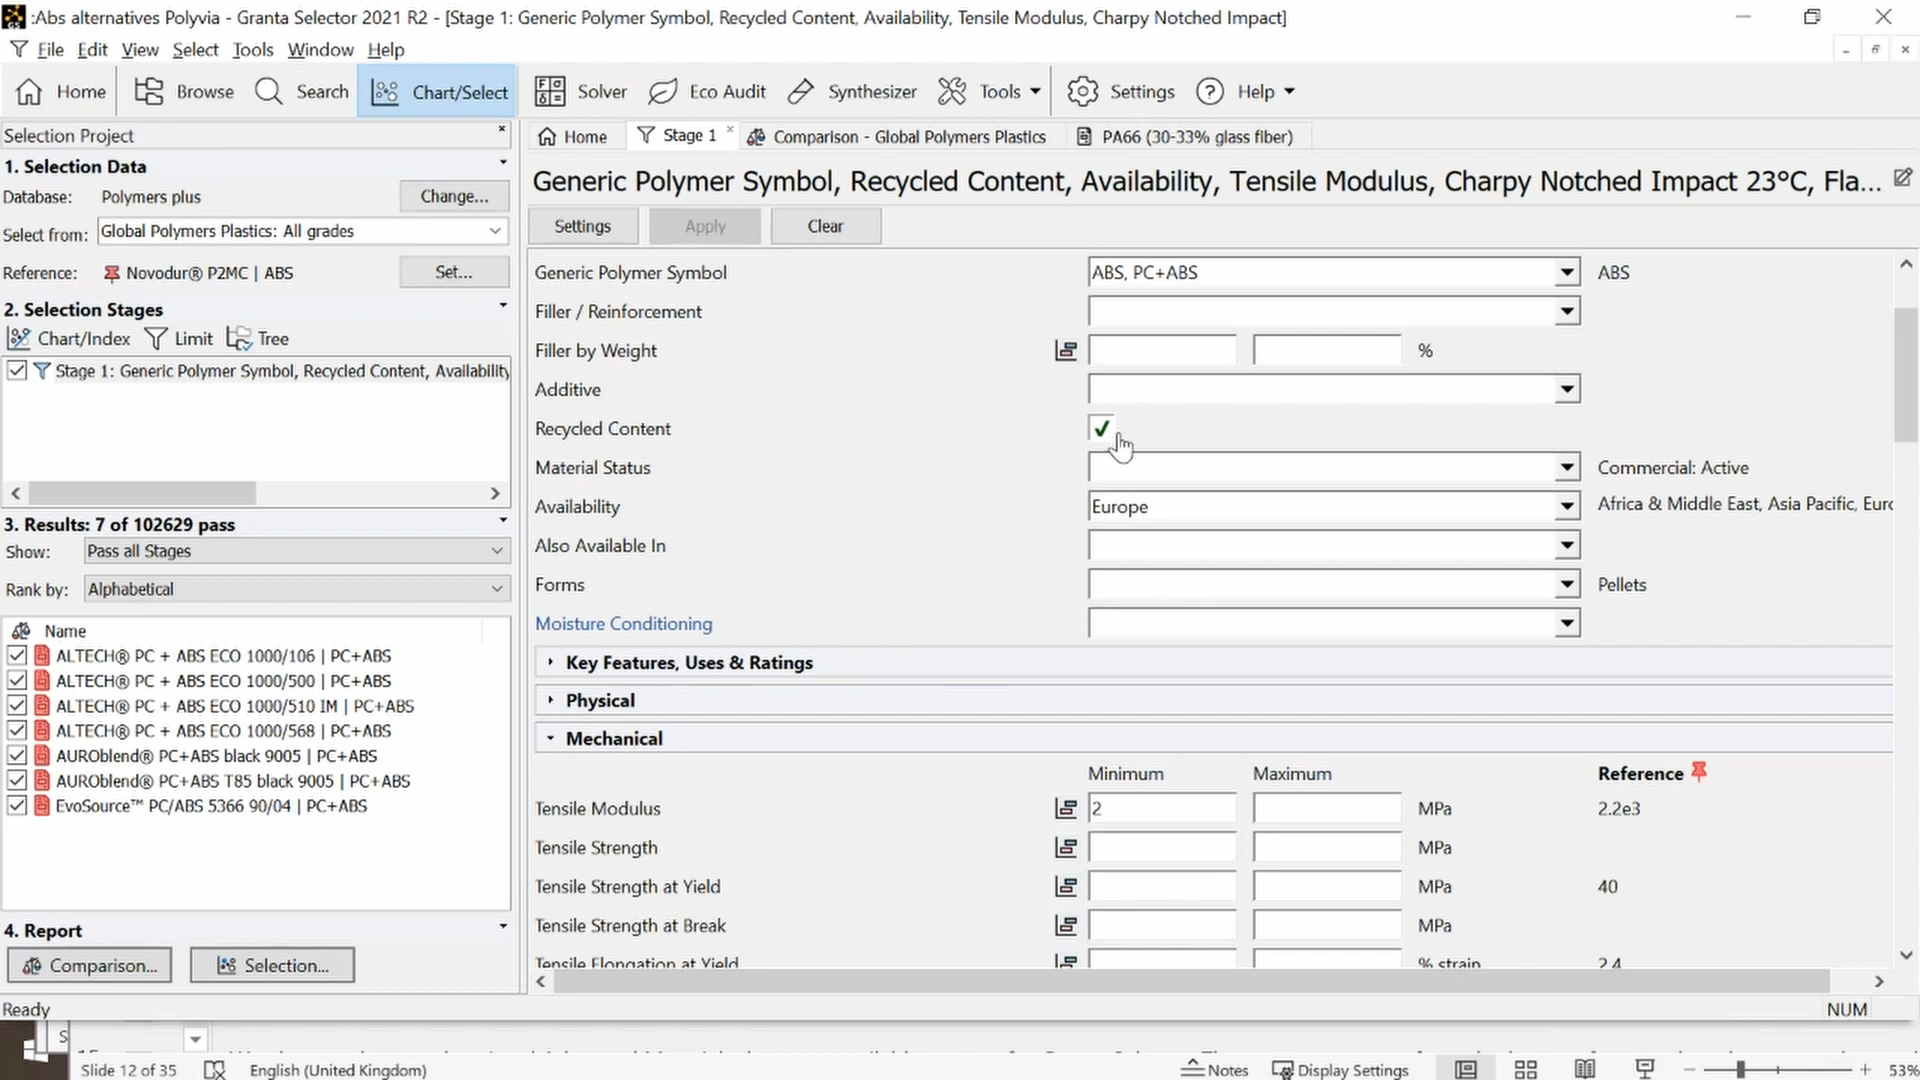 :Abs alternatives Polyvia - Granta Selector 2021 R2 - [Stage 1: Generic Polymer Symbol, Recycled Content, Availability, Tensile Modulus, Charpy Notched Impact]
File Edit View Select Tools Window Help
Home Browse Search Chart/Select Solver Eco Audit Synthesizer Tools Settings Help
Selection Project
Home Stage 1 Comparison - Global Polymers Plastics PA66 (30-33% glass fiber)
1. Selection Data
Database: Polymers plus Change...
Select from: Global Polymers Plastics: All grades
Reference: Novodur® P2MC | ABS Set...
2. Selection Stages
Chart/Index Limit Tree
Stage 1: Generic Polymer Symbol, Recycled Content, Availability
3. Results: 7 of 102629 pass
Show: Pass all Stages
Rank by: Alphabetical
Name
ALTECH® PC + ABS ECO 1000/106 | PC+ABS
ALTECH® PC + ABS ECO 1000/500 | PC+ABS
ALTECH® PC + ABS ECO 1000/510 IM | PC+ABS
ALTECH® PC + ABS ECO 1000/568 | PC+ABS
AUROblend® PC+ABS black 9005 | PC+ABS
AUROblend® PC+ABS T85 black 9005 | PC+ABS
EvoSource™ PC/ABS 5366 90/04 | PC+ABS
4. Report
Comparison... Selection...
Generic Polymer Symbol, Recycled Content, Availability, Tensile Modulus, Charpy Notched Impact 23°C, Fla...
Settings Apply Clear
Generic Polymer Symbol ABS, PC+ABS ABS
Filler / Reinforcement
Filler by Weight %
Additive
Recycled Content
Material Status Commercial: Active
Availability Europe Africa & Middle East, Asia Pacific, Eurc
Also Available In
Forms Pellets
Moisture Conditioning
Key Features, Uses & Ratings
Physical
Mechanical
Minimum Maximum Reference
Tensile Modulus 2 MPa 2.2e3
Tensile Strength MPa
Tensile Strength at Yield MPa 40
Tensile Strength at Break MPa
Tensile Elongation at Yield % strain 2.4
Ready NUM
Slide 12 of 35 English (United Kingdom) Notes Display Settings 53%